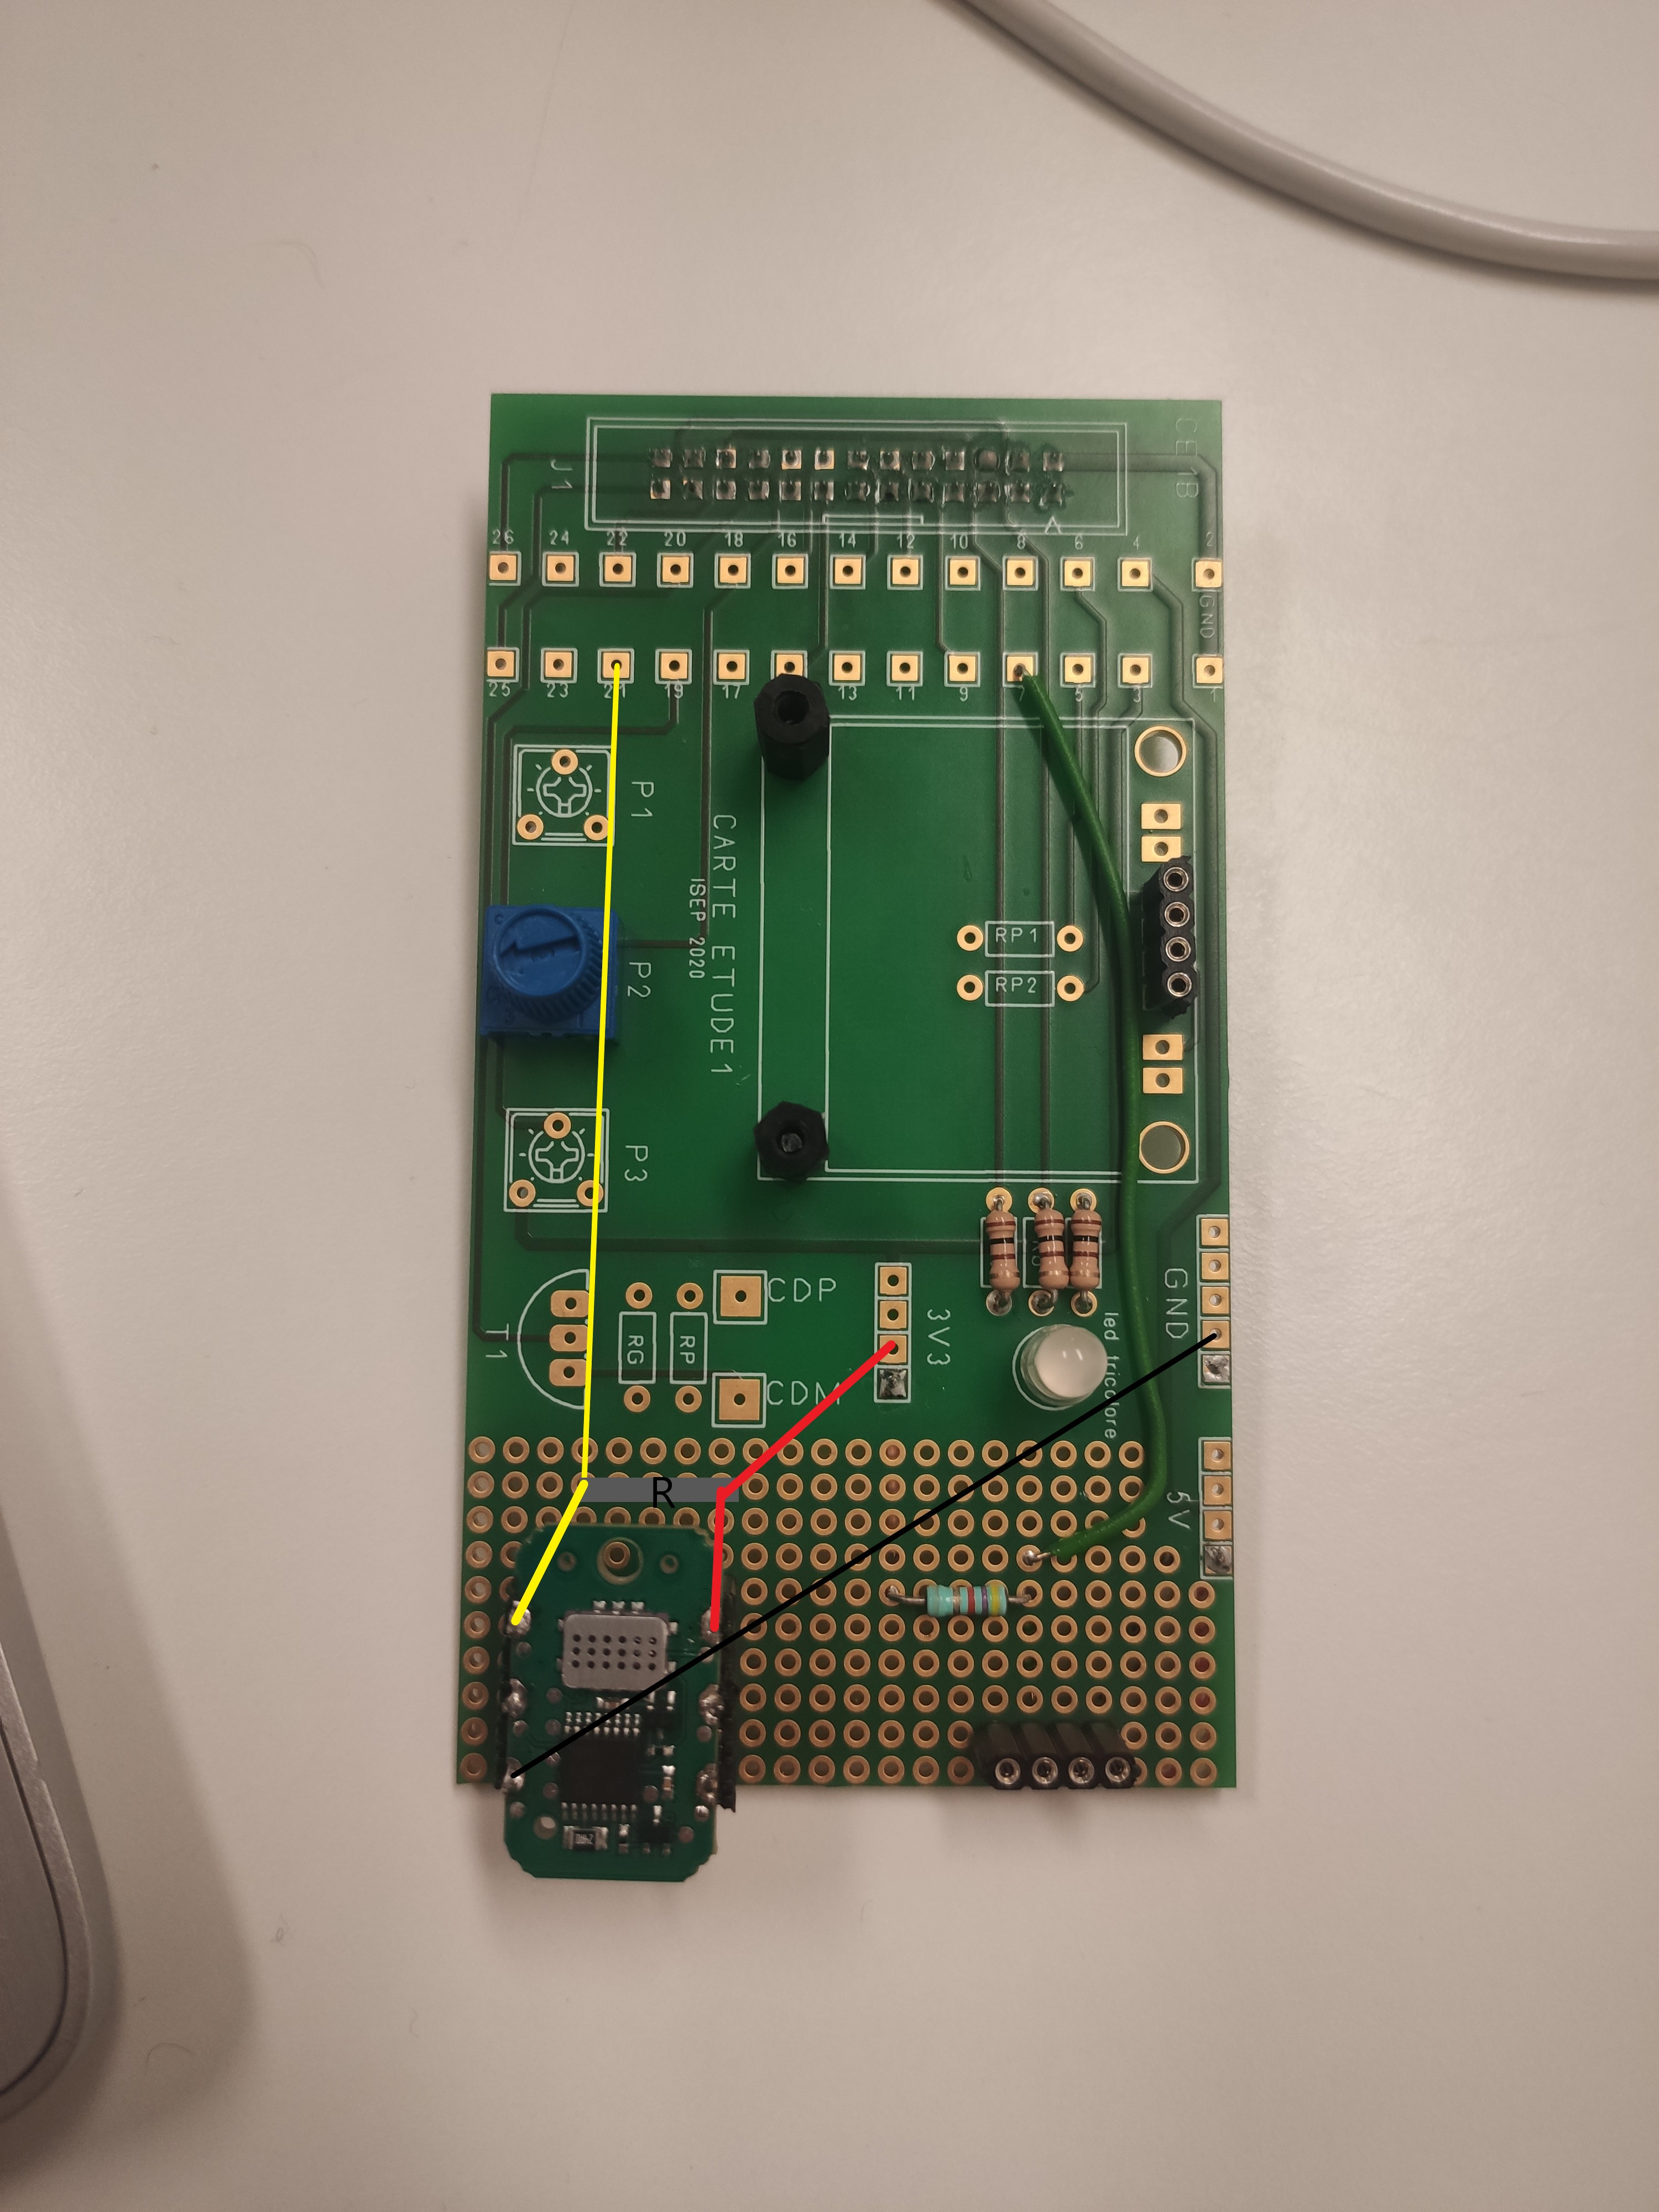 CE1B
J1
26 24 22 20 18 16 14 12 10 8 6 4 2
GND
25 23 21 19 17 13 11 9 7 5 3 1
P1
CARTE ETUDE1
ISEP 2020
P2
RP1
RP2
P3
CDP
3V3
GND
T1
RG
RP
CDM
led tricolore
R
5V